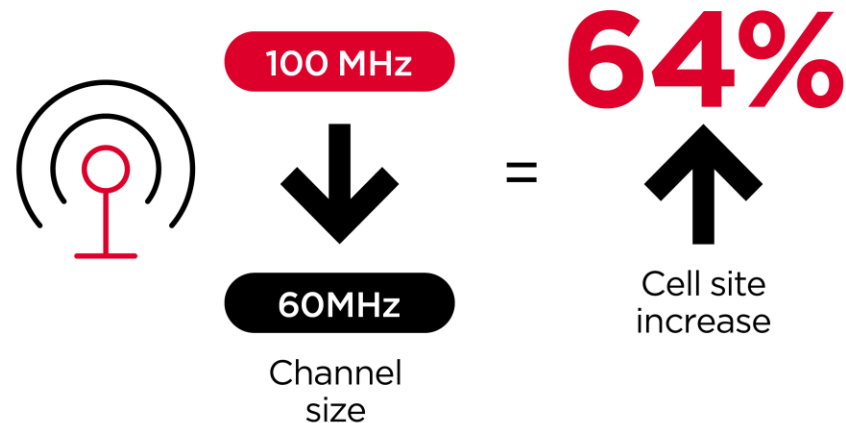 100 MHz
60MHz
Channel
size
=
64%
Cell site
increase